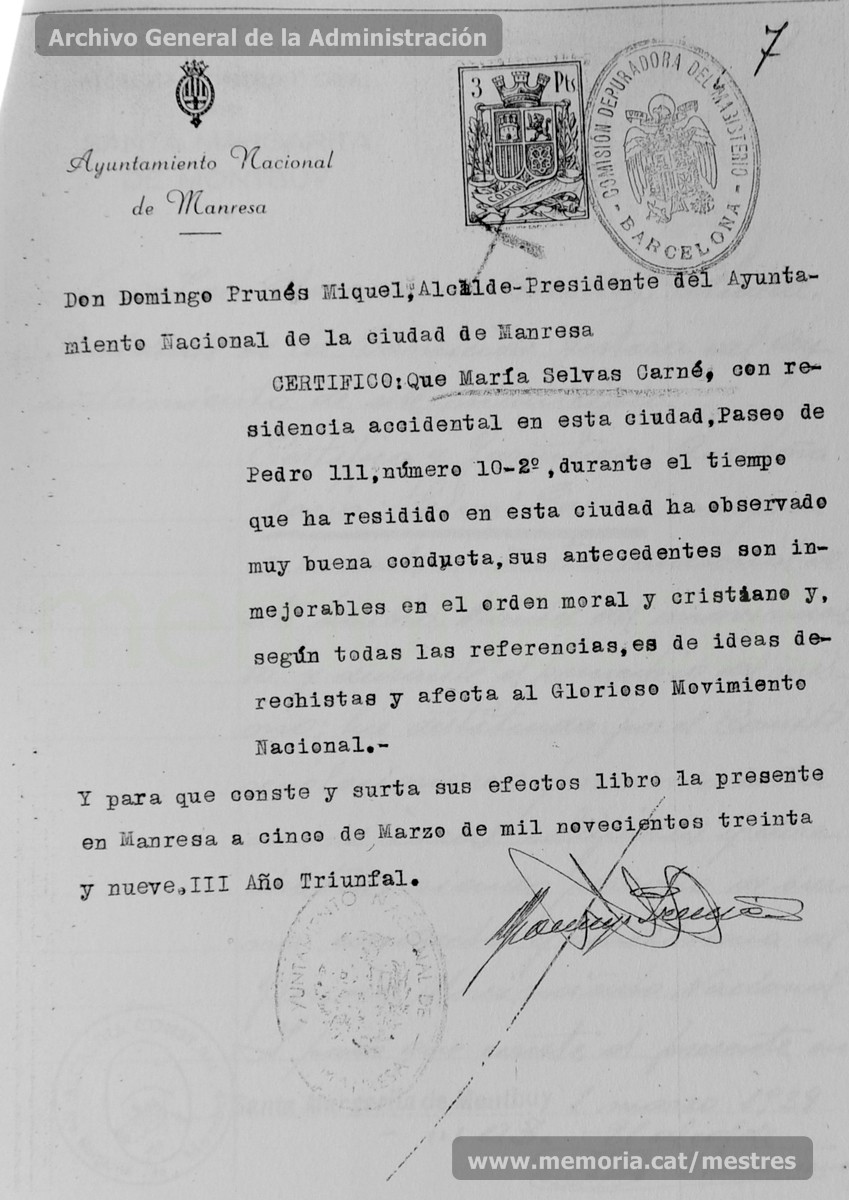 Archivo General de la Administración
7
3 Pts
COMISIÓN DEPURADORA DEL MAGISTERIO - BARCELONA -
Ayuntamiento Nacional
de Manresa
Don Domingo Prunés Miquel, Alcalde-Presidente del Ayunta-
miento Nacional de la ciudad de Manresa
CERTIFICO: Que María Selvas Carné, con re-
sidencia accidental en esta ciudad, Paseo de
Pedro 111, número 10-2º, durante el tiempo
que ha residido en esta ciudad ha observado
muy buena conducta, sus antecedentes son in-
mejorables en el orden moral y cristiano y,
según todas las referencias, es de ideas de-
rechistas y afecta al Glorioso Movimiento
Nacional.-
Y para que conste y surta sus efectos libro la presente
en Manresa a cinco de Marzo de mil novecientos treinta
y nueve, III Año Triunfal.
AYUNTAMIENTO NACIONAL DE MANRESA
1939
www.memoria.cat/mestres